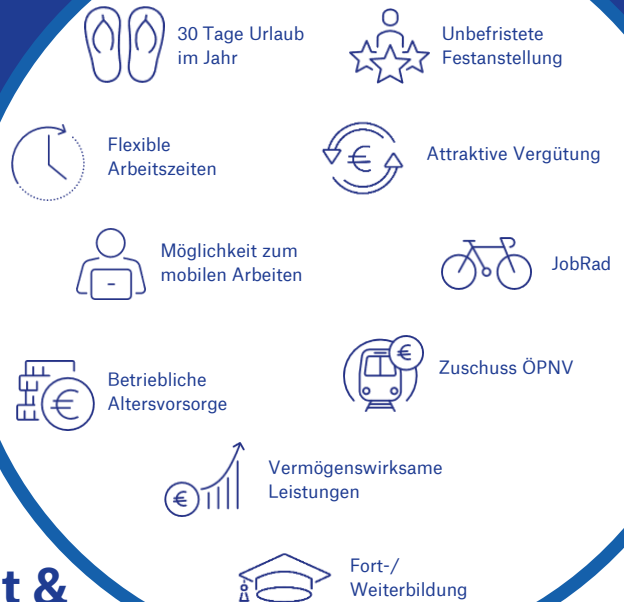 30 Tage Urlaub
im Jahr
Unbefristete
Festanstellung
Flexible
Arbeitszeiten
€
Attraktive Vergütung
Möglichkeit zum
mobilen Arbeiten
JobRad
€
Betriebliche
Altersvorsorge
€
Zuschuss ÖPNV
€
Vermögenswirksame
Leistungen
Fort-/
Weiterbildung
t &